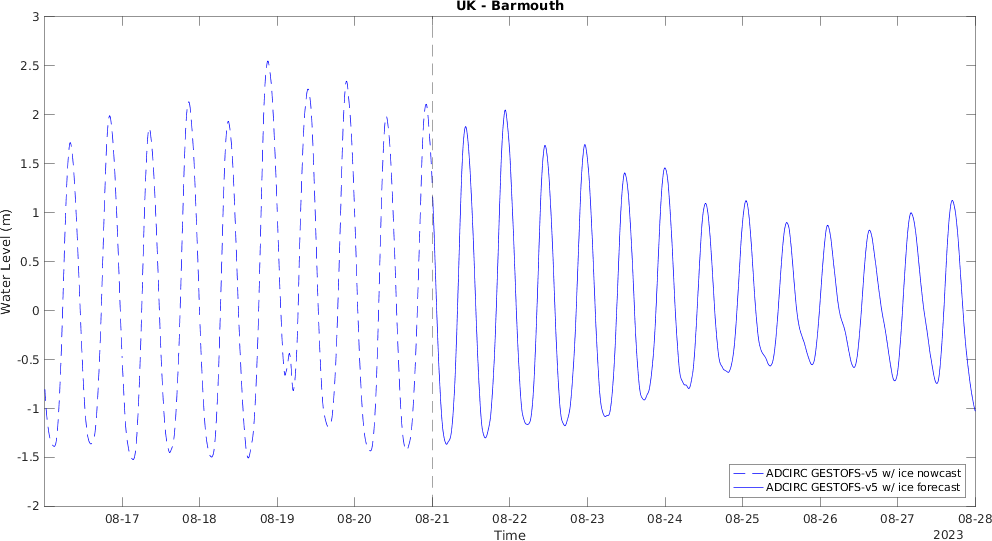 UK - Barmouth
3
2.5
2
1.5
1
0.5
0
-0.5
-1
-1.5
-2
Water Level (m)
ADCIRC GESTOFS-v5 w/ ice nowcast
ADCIRC GESTOFS-v5 w/ ice forecast
08-17 08-18 08-19 08-20 08-21 08-22 08-23 08-24 08-25 08-26 08-27 08-28
Time
2023